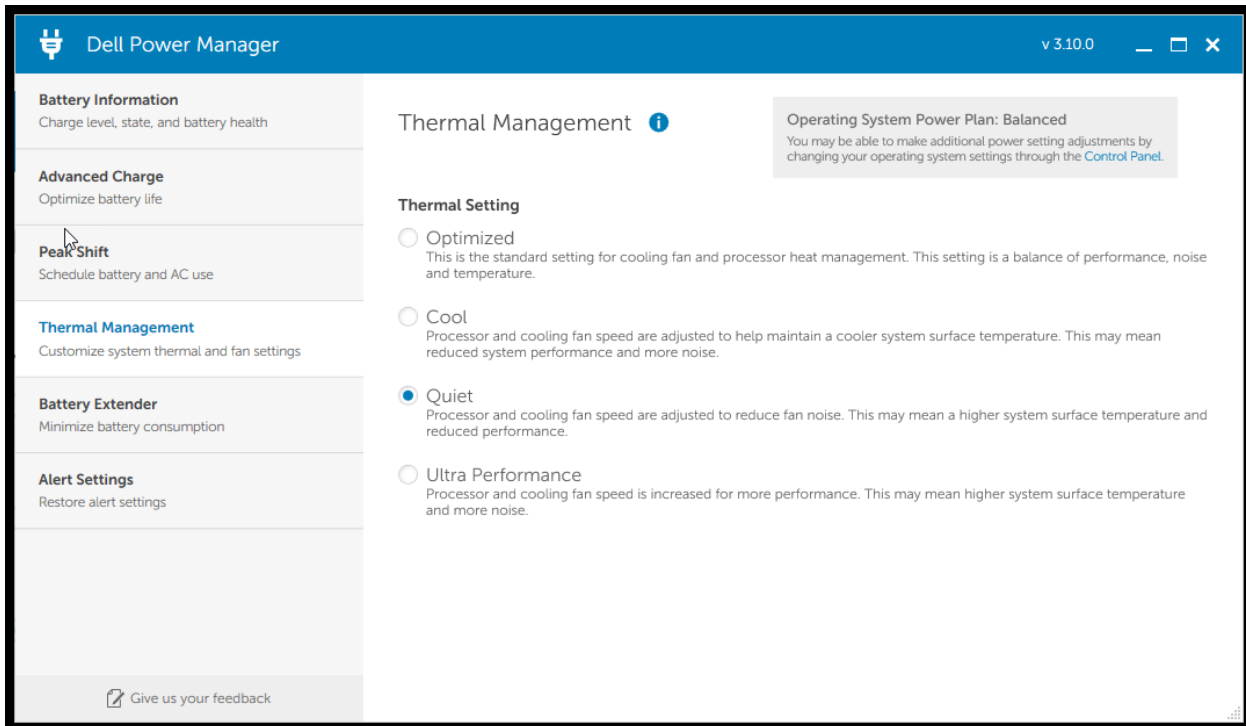 Dell Power Manager
v 3.10.0
Battery Information
Charge level, state, and battery health
Advanced Charge
Optimize battery life
Peak Shift
Schedule battery and AC use
Thermal Management
Customize system thermal and fan settings
Battery Extender
Minimize battery consumption
Alert Settings
Restore alert settings
Give us your feedback
Thermal Management
Operating System Power Plan: Balanced
You may be able to make additional power setting adjustments by
changing your operating system settings through the Control Panel.
Thermal Setting
Optimized
This is the standard setting for cooling fan and processor heat management. This setting is a balance of performance, noise
and temperature.
Cool
Processor and cooling fan speed are adjusted to help maintain a cooler system surface temperature. This may mean
reduced system performance and more noise.
Quiet
Processor and cooling fan speed are adjusted to reduce fan noise. This may mean a higher system surface temperature and
reduced performance.
Ultra Performance
Processor and cooling fan speed is increased for more performance. This may mean higher system surface temperature
and more noise.